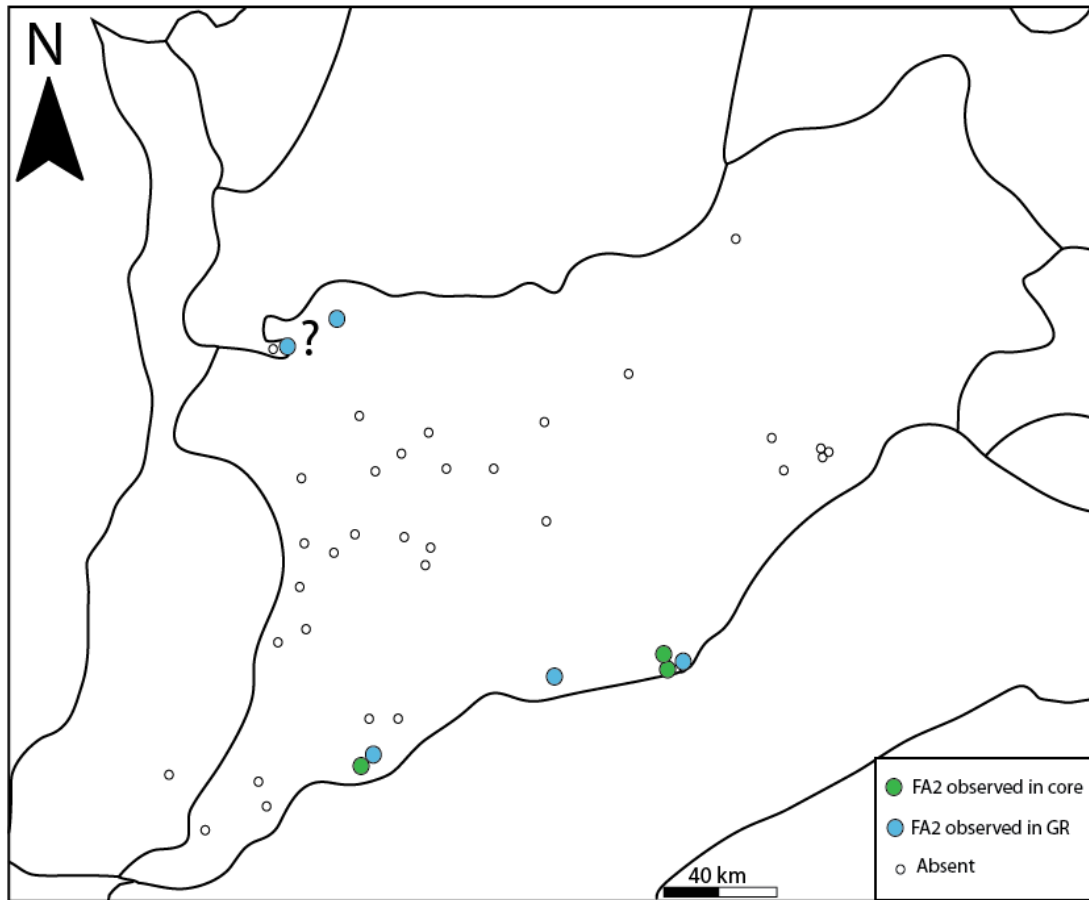 N
?
40 km
FA2 observed in core
FA2 observed in GR
Absent